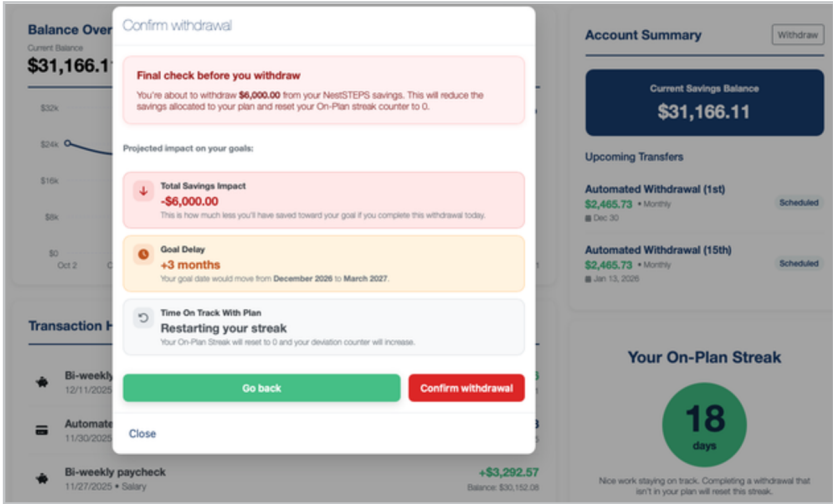 Balance Over
Current Balance
$31,166.1
$32k
$24k
$16k
$8k
$0
Oct 2
Transaction H
Bi-weekly
12/11/2025
Automate
11/30/2025
Bi-weekly paycheck
11/27/2025 • Salary
+$3,292.57
Balance: $30,152.08
Confirm withdrawal
Final check before you withdraw
You're about to withdraw $6,000.00 from your NestSTEPS savings. This will reduce the
savings allocated to your plan and reset your On-Plan streak counter to 0.
Projected impact on your goals:
Total Savings Impact
-$6,000.00
This is how much less you'll have saved toward your goal if you complete this withdrawal today.
Goal Delay
+3 months
Your goal date would move from December 2026 to March 2027.
Time On Track With Plan
Restarting your streak
Your On-Plan Streak will reset to 0 and your deviation counter will increase.
Go back
Confirm withdrawal
Close
Account Summary
Withdraw
Current Savings Balance
$31,166.11
Upcoming Transfers
Automated Withdrawal (1st)
$2,465.73 • Monthly
Scheduled
Dec 30
Automated Withdrawal (15th)
$2,465.73 • Monthly
Scheduled
Jan 13, 2026
Your On-Plan Streak
18
days
Nice work staying on track. Completing a withdrawal that
isn't in your plan will reset this streak.